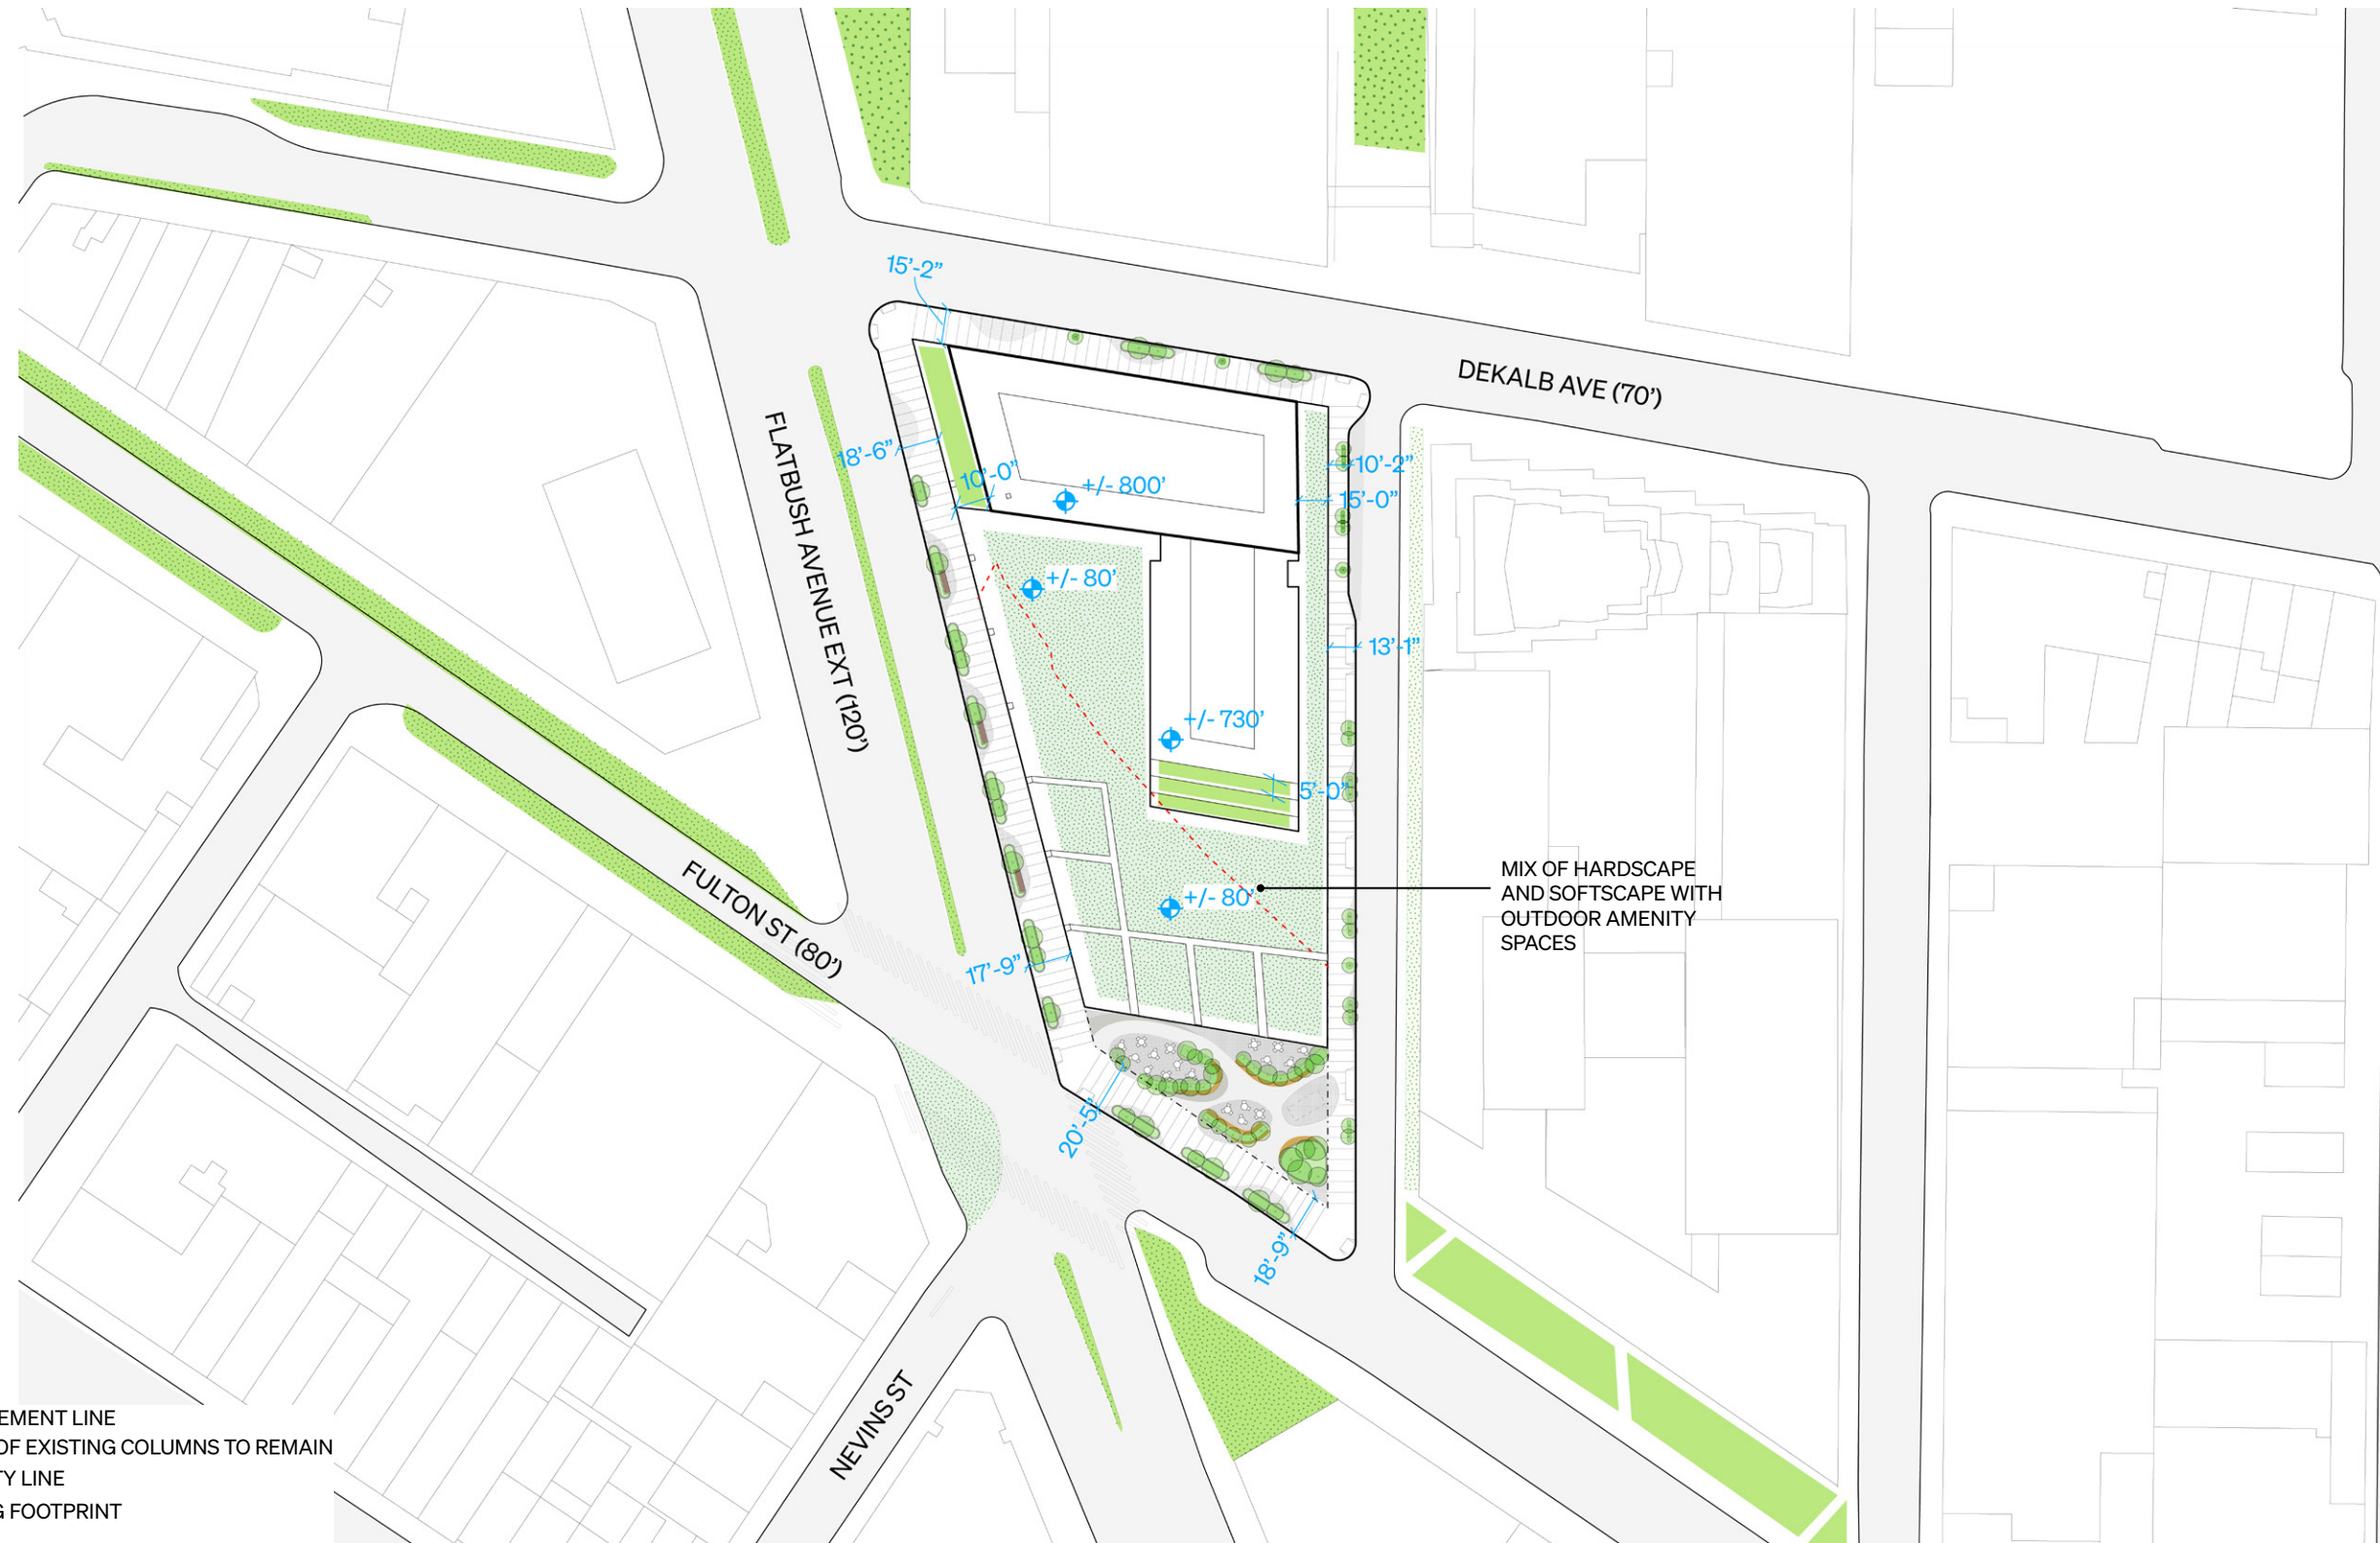 15'-2"
DEKALB AVE (70')
FLATBUSH AVENUE EXT (120')
18'-6"
10'-0"
+/- 800'
10'-2"
15'-0"
+/- 80'
13'-1"
+/- 730'
5'-0"
FULTON ST (80')
+/- 80'
MIX OF HARDSCAPE
AND SOFTSCAPE WITH
OUTDOOR AMENITY
SPACES
17'-9"
20'-5"
18'-9"
NEVINS ST
EMENT LINE
OF EXISTING COLUMNS TO REMAIN
TY LINE
G FOOTPRINT